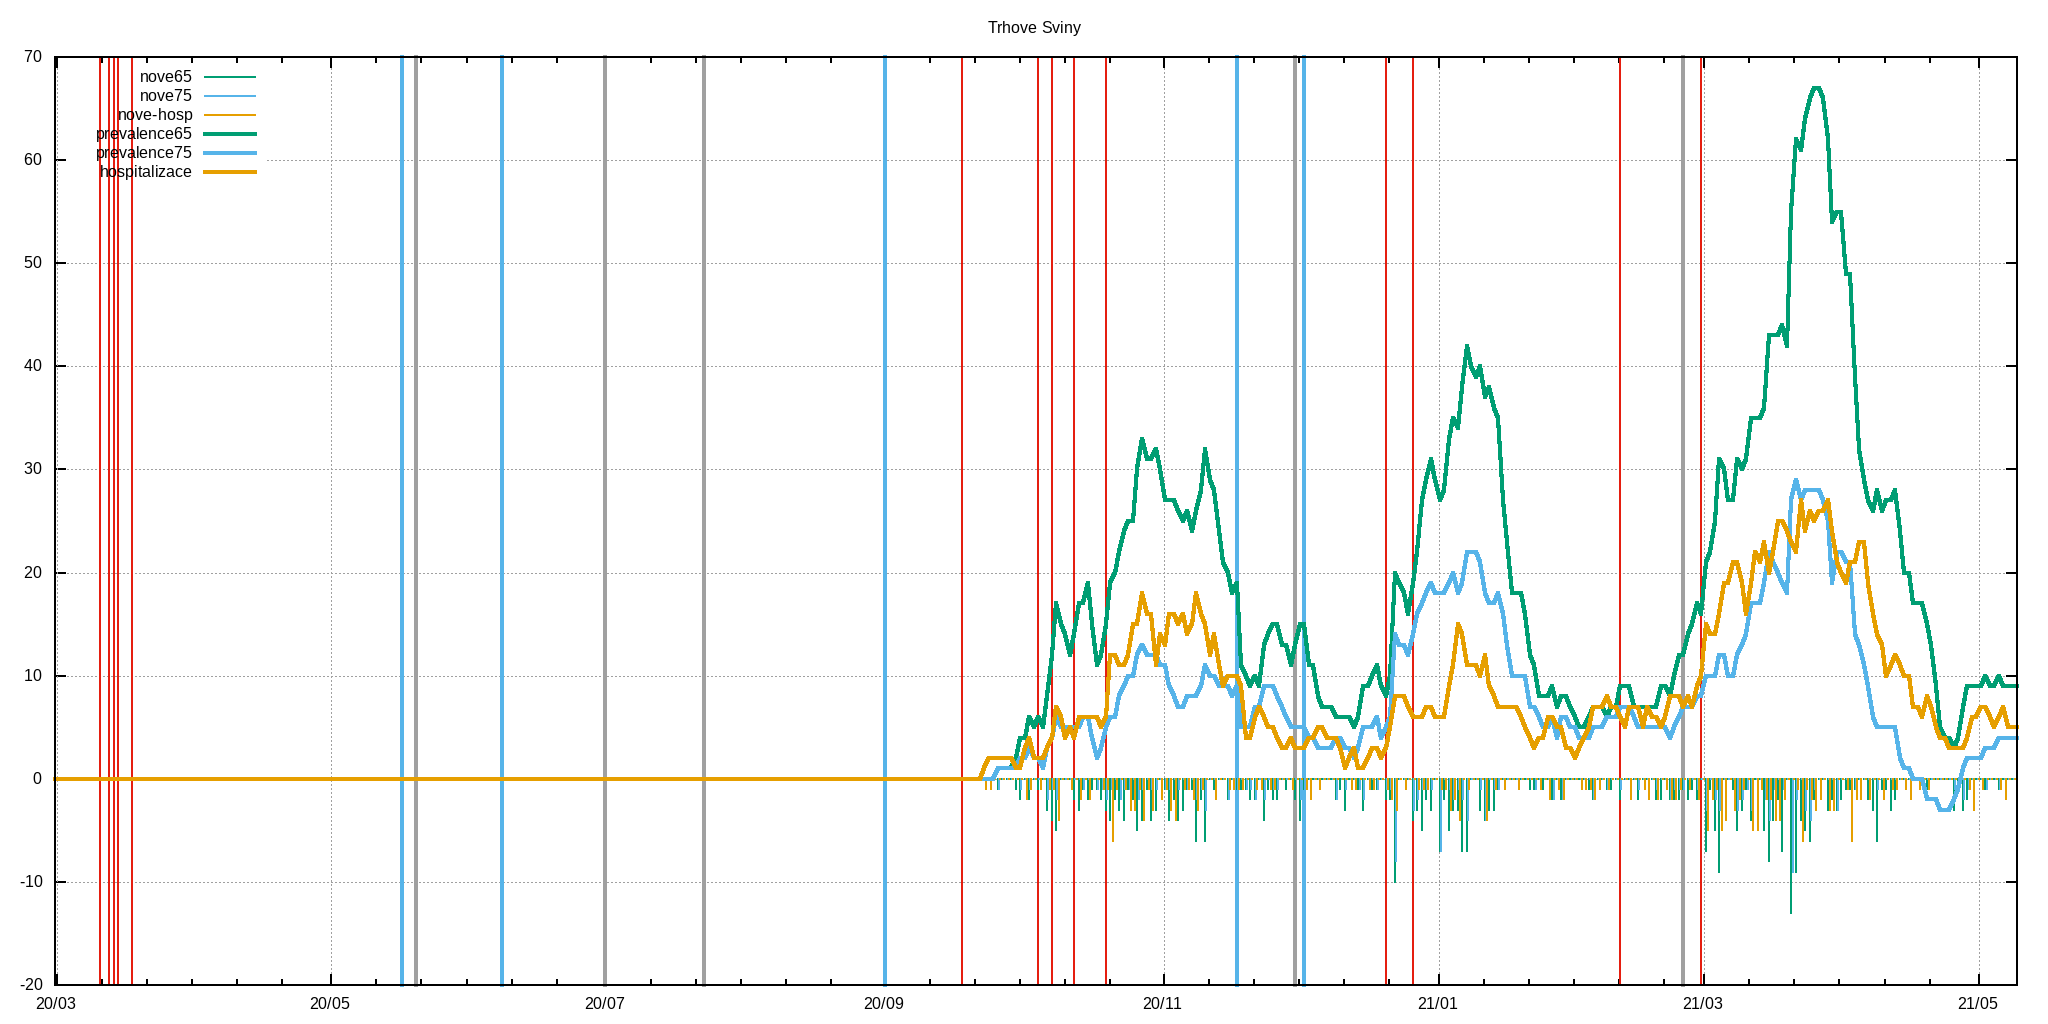 Trhove Sviny
70
60
50
40
30
20
10
0
-10
-20
nove65
nove75
nove-hosp
prevalence65
prevalence75
hospitalizace
20/03 20/05 20/07 20/09 20/11 21/01 21/03 21/05